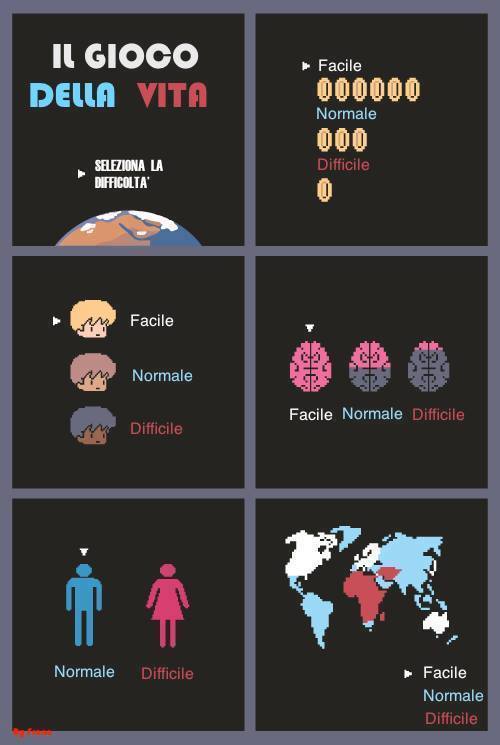 IL GIOCO
DELLA VITA
SELEZIONA LA
DIFFICOLTA'
Facile
Normale
Difficile
Facile
Normale
Difficile
Facile Normale Difficile
Normale Difficile
Facile
Normale
Difficile